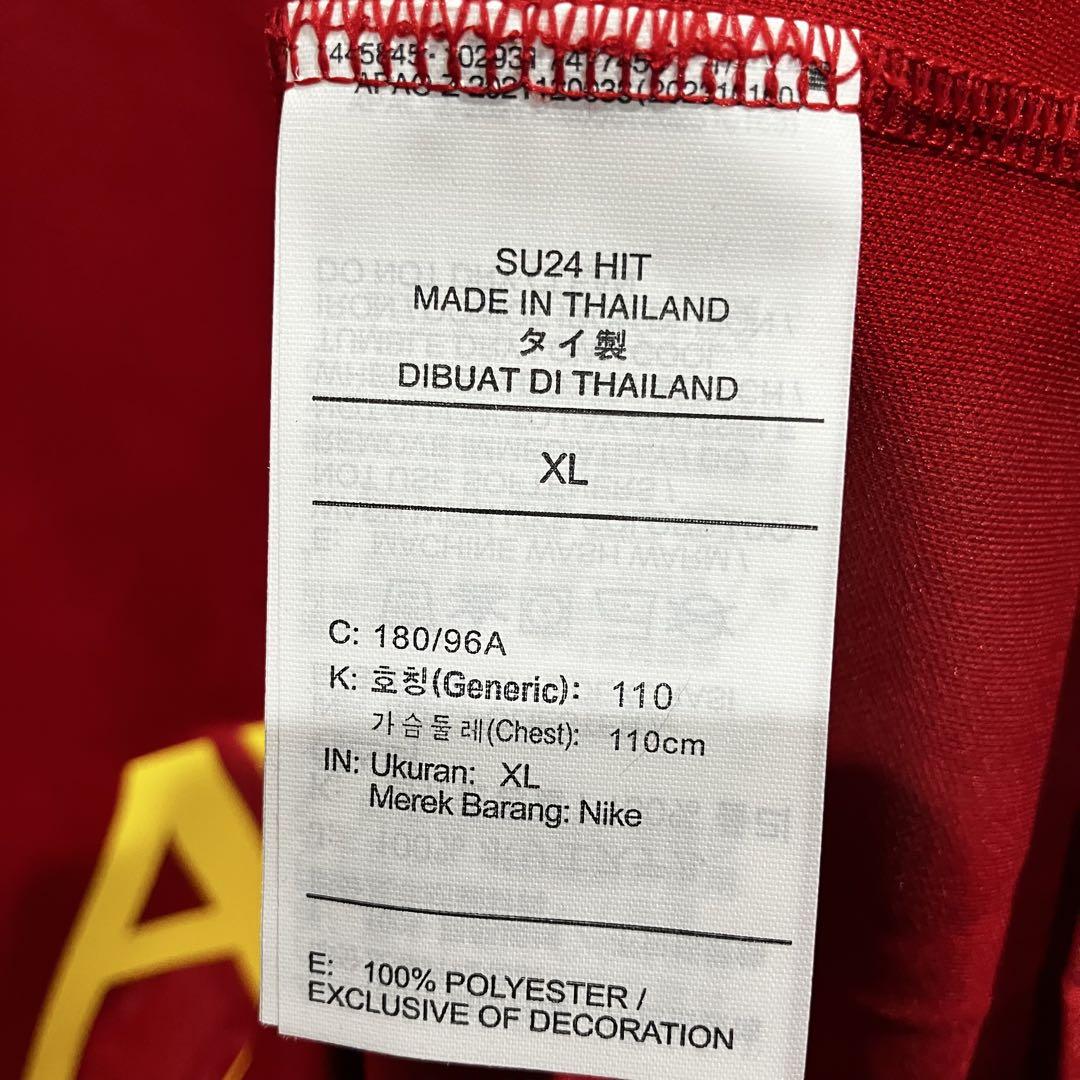 SU24 HIT
MADE IN THAILAND
タイ製
DIBUAT DI THAILAND
XL
C: 180/96A
K: 호칭(Generic): 110
가슴둘레(Chest): 110cm
IN: Ukuran: XL
Merek Barang: Nike
E: 100% POLYESTER /
EXCLUSIVE OF DECORATION
A